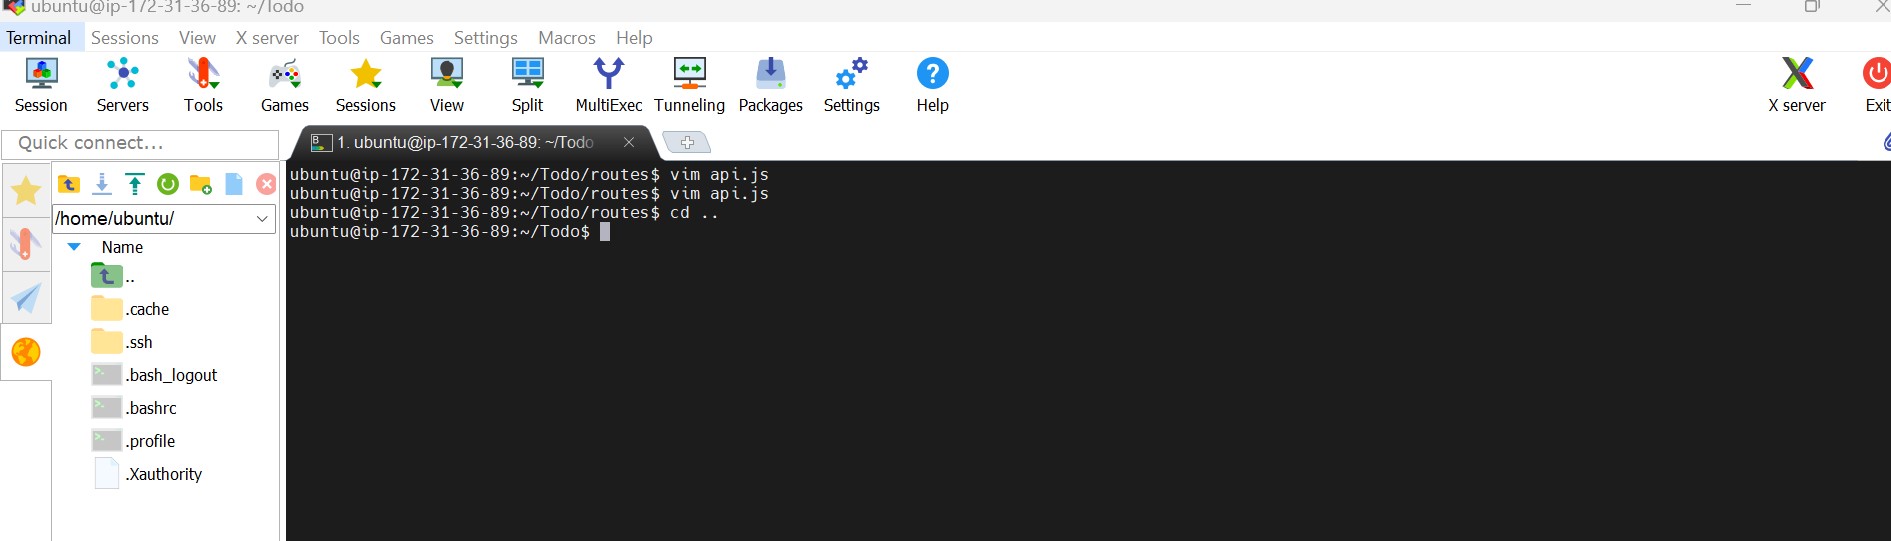 ubuntu@ip-172-31-36-89: ~/Todo
Terminal Sessions View X server Tools Games Settings Macros Help
Session Servers Tools Games Sessions View Split MultiExec Tunneling Packages Settings Help X server Exit
Quick connect...
1. ubuntu@ip-172-31-36-89: ~/Todo
/home/ubuntu/
Name
..
.cache
.ssh
.bash_logout
.bashrc
.profile
.Xauthority
ubuntu@ip-172-31-36-89:~/Todo/routes$ vim api.js
ubuntu@ip-172-31-36-89:~/Todo/routes$ vim api.js
ubuntu@ip-172-31-36-89:~/Todo/routes$ cd ..
ubuntu@ip-172-31-36-89:~/Todo$